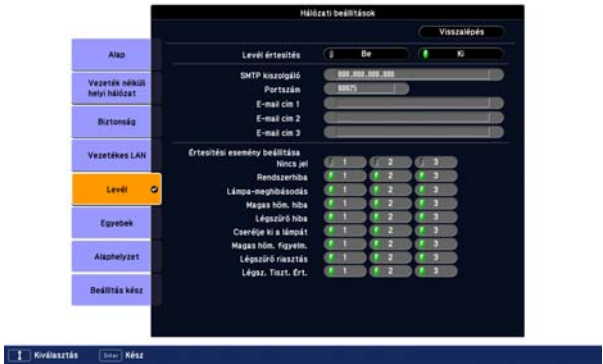 Hálózati beállítások
Visszalépés
Alap
Vezeték nélküli
helyi hálózat
Biztonság
Vezetékes LAN
Levél
Egyebek
Alaphelyzet
Beállítás kész
Levél értesítés Be Ki
SMTP kiszolgáló 000.000.000.000
Portszám 00025
E-mail cím 1
E-mail cím 2
E-mail cím 3
Értesítési esemény beállítása
Nincs jel 1 2 3
Rendszerhiba 1 2 3
Lámpa-meghibásodás 1 2 3
Magas hőm. hiba 1 2 3
Légszűrő hiba 1 2 3
Cserélje ki a lámpát 1 2 3
Magas hőm. figyelm. 1 2 3
Légszűrő riasztás 1 2 3
Légsz. Tiszt. Ért. 1 2 3
Kiválasztás Enter Kész